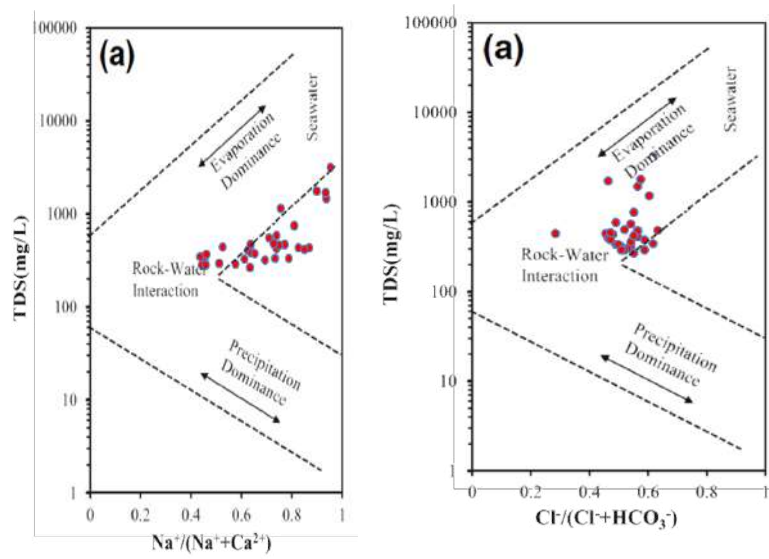 (a)
100000
10000
1000
100
10
1
TDS(mg/L)
Seawater
Evaporation
Dominance
Rock-Water
Interaction
Precipitation
Dominance
0
0.2
0.4
0.6
0.8
1
Na⁺/(Na⁺+Ca²⁺)
(a)
100000
10000
1000
100
10
1
TDS(mg/L)
Seawater
Evaporation
Dominance
Rock-Water
Interaction
Precipitation
Dominance
0
0.2
0.4
0.6
0.8
1
Cl⁻/(Cl⁻+HCO₃⁻)